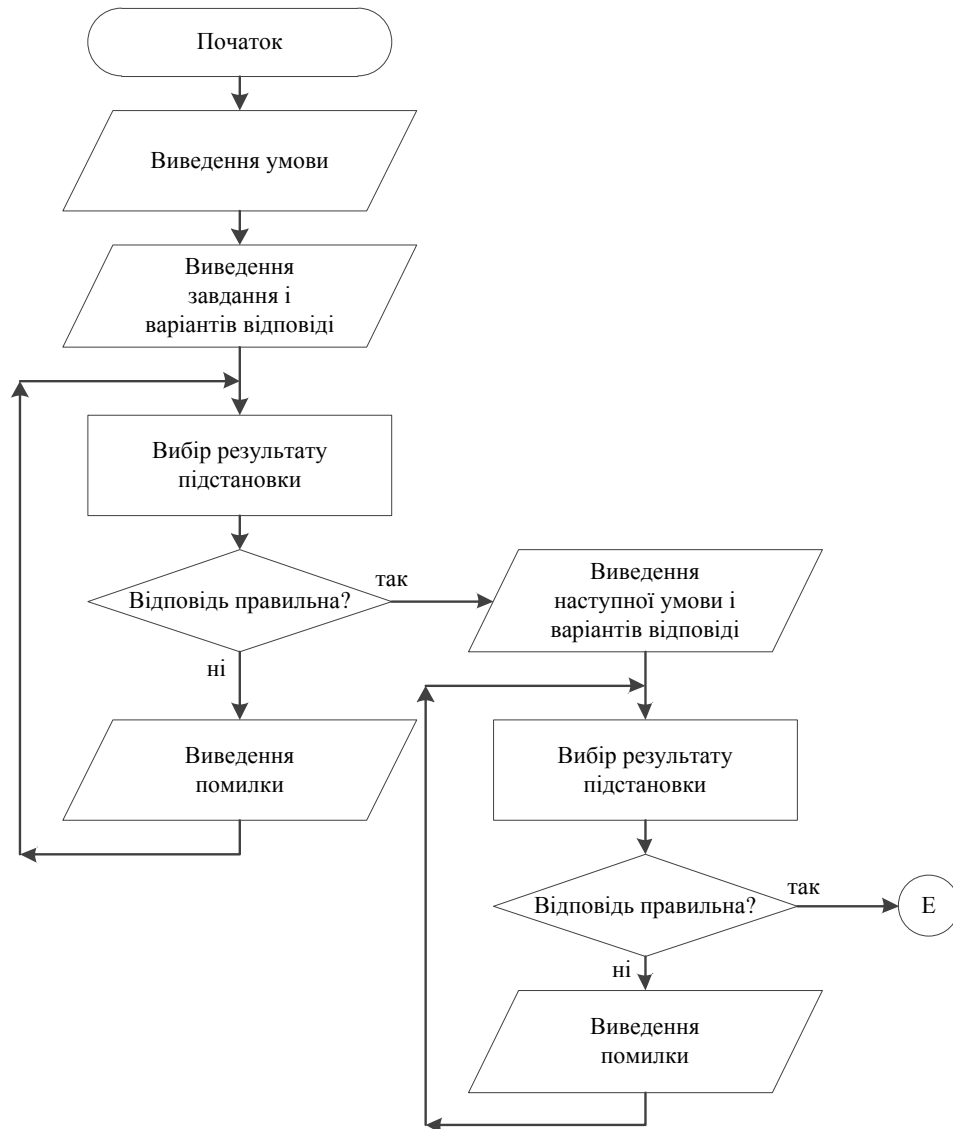 Початок
Виведення умови
Виведення
завдання і
варіантів відповіді
Вибір результату
підстановки
Відповідь правильна?
так
ні
Виведення
помилки
Виведення
наступної умови і
варіантів відповіді
Вибір результату
підстановки
Відповідь правильна?
так
Е
ні
Виведення
помилки